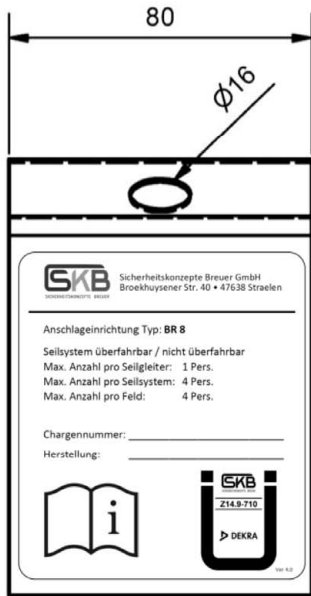 80
Ø16
SKB
SICHERHEITSKONZEPTE BREUER
Sicherheitskonzepte Breuer GmbH
Broekhuysener Str. 40 • 47638 Straelen
Anschlageinrichtung Typ: BR 8
Seilsystem überfahrbar / nicht überfahrbar
Max. Anzahl pro Seilgleiter: 1 Pers.
Max. Anzahl pro Seilsystem: 4 Pers.
Max. Anzahl pro Feld: 4 Pers.
Chargennummer:
Herstellung:
i
SKB
Z14.9-710
DEKRA
Ver 4.0